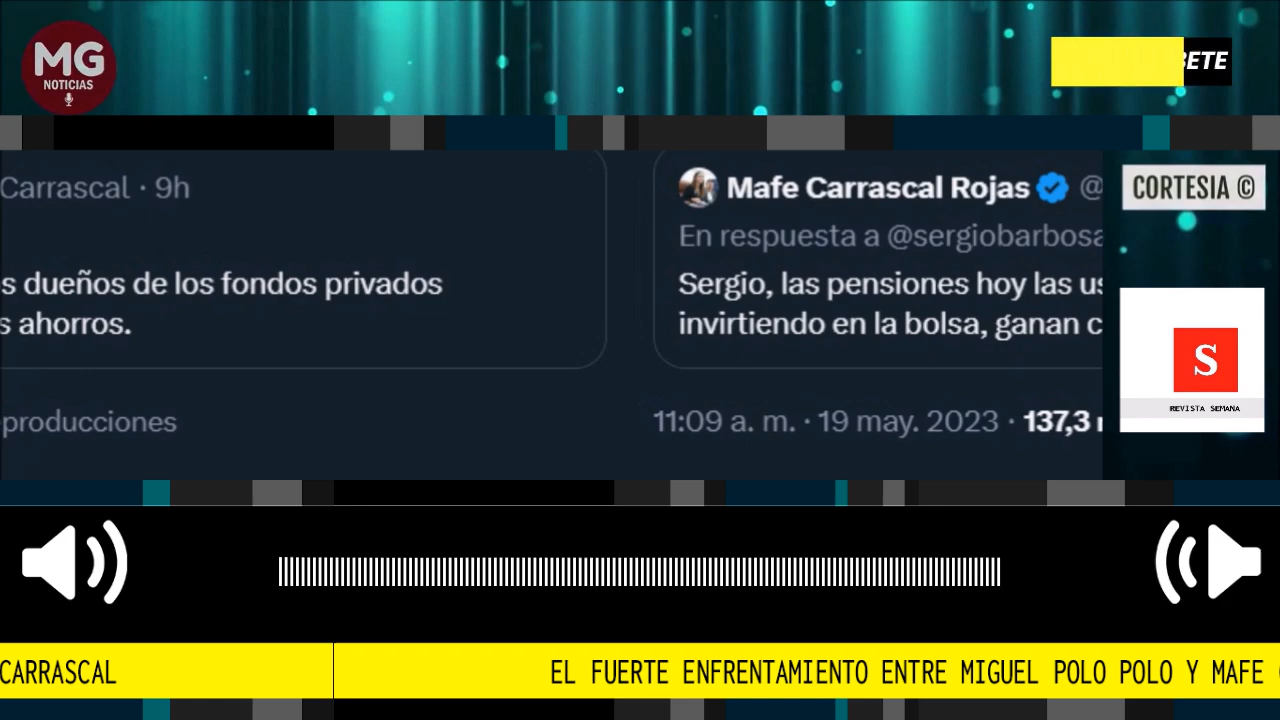 MG
NOTICIAS
BETE
Carrascal · 9h
s dueños de los fondos privados
s ahorros.
producciones
Mafe Carrascal Rojas @
En respuesta a @sergiobarbosa
Sergio, las pensiones hoy las us
invirtiendo en la bolsa, ganan c
11:09 a. m. · 19 may. 2023 · 137,3
CORTESIA ©
S
REVISTA SEMANA
CARRASCAL
EL FUERTE ENFRENTAMIENTO ENTRE MIGUEL POLO POLO Y MAFE